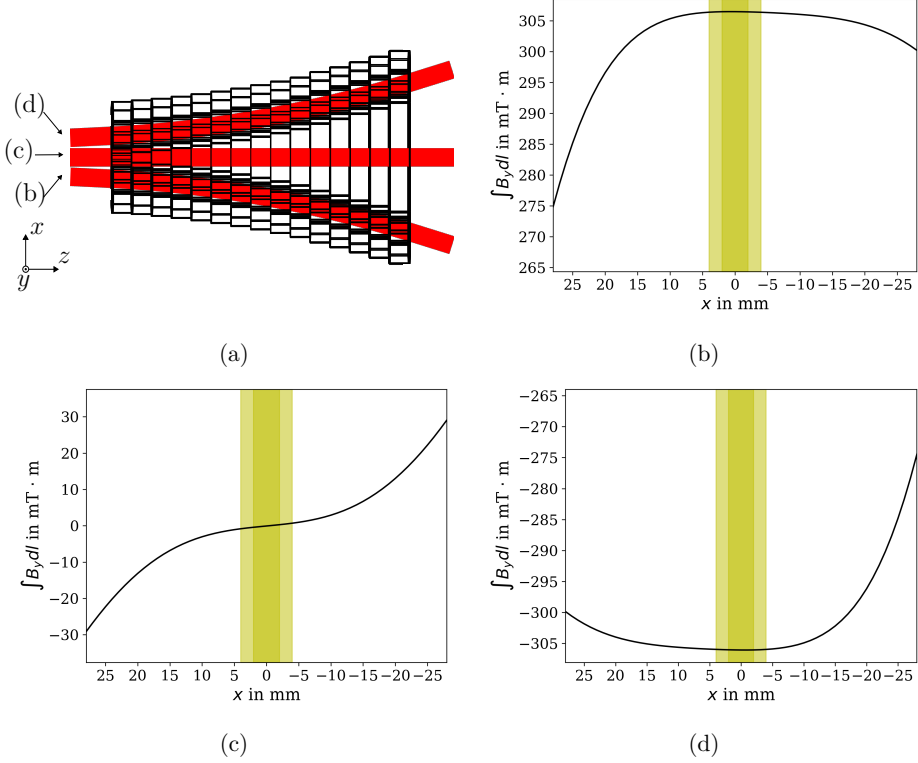 (d)
(c)
(b)
x
z
y
(a)
305
300
295
290
285
280
275
270
265
∫ B_y dl in mT · m
25 20 15 10 5 0 −5 −10 −15 −20 −25
x in mm
(b)
30
20
10
0
−10
−20
−30
∫ B_y dl in mT · m
25 20 15 10 5 0 −5 −10 −15 −20 −25
x in mm
(c)
−265
−270
−275
−280
−285
−290
−295
−300
−305
∫ B_y dl in mT · m
25 20 15 10 5 0 −5 −10 −15 −20 −25
x in mm
(d)